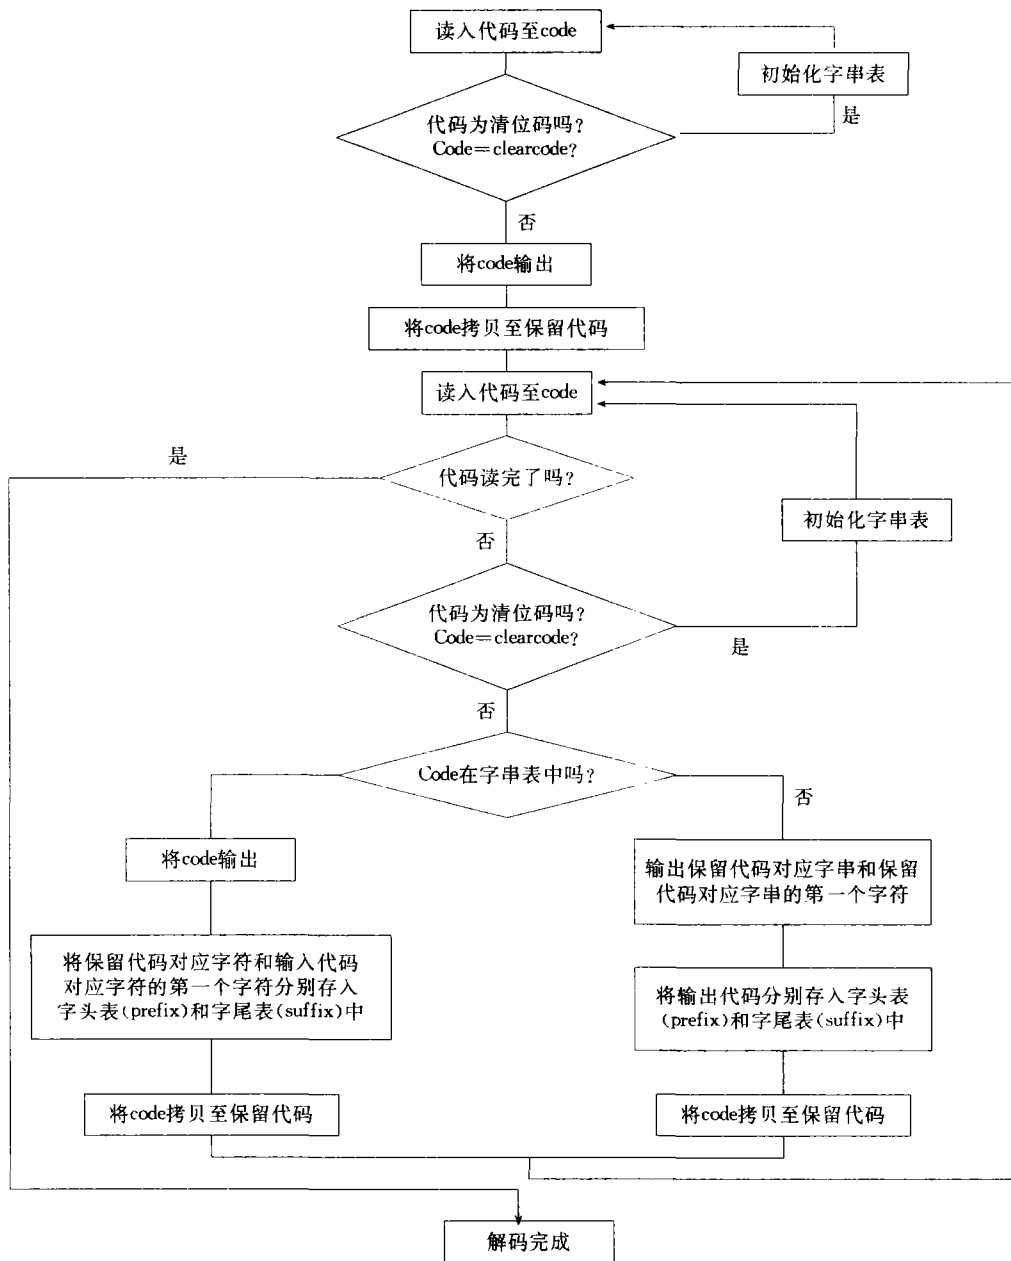 读入代码至code
初始化字串表
是
代码为清位码吗?
Code=clearcode?
否
将code输出
将code拷贝至保留代码
读入代码至code
是
代码读完了吗?
初始化字串表
否
代码为清位码吗?
Code=clearcode?
是
否
Code在字串表中吗?
否
将code输出
输出保留代码对应字串和保留
代码对应字串的第一个字符
将保留代码对应字符和输入代码
对应字符的第一个字符分别存入
字头表(prefix)和字尾表(suffix)中
将输出代码分别存入字头表
(prefix)和字尾表(suffix)中
将code拷贝至保留代码
将code拷贝至保留代码
解码完成